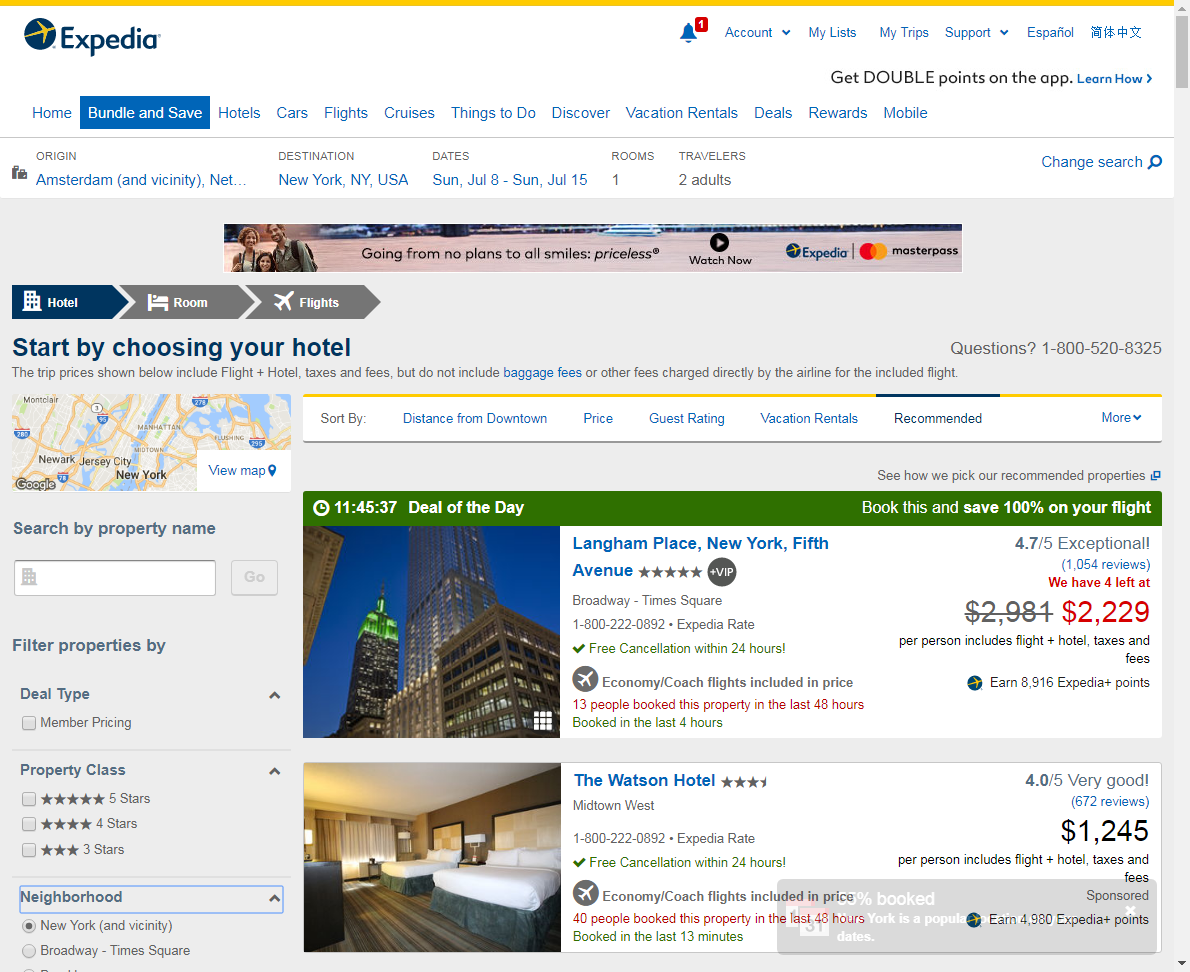 Expedia
1
Account
My Lists
My Trips
Support
Español
简体中文
Get DOUBLE points on the app. Learn How
Home
Bundle and Save
Hotels
Cars
Flights
Cruises
Things to Do
Discover
Vacation Rentals
Deals
Rewards
Mobile
ORIGIN
DESTINATION
DATES
ROOMS
TRAVELERS
Amsterdam (and vicinity), Net...
New York, NY, USA
Sun, Jul 8 - Sun, Jul 15
1
2 adults
Change search
Going from no plans to all smiles: priceless®
Watch Now
Expedia
masterpass
Hotel
Room
Flights
Start by choosing your hotel
Questions? 1-800-520-8325
The trip prices shown below include Flight + Hotel, taxes and fees, but do not include baggage fees or other fees charged directly by the airline for the included flight.
Montclair
3
95
278
280
MANHATTAN
FLUSHING
MIDTOWN
295
Newark
Jersey City
New York
78
Google
View map
Sort By:
Distance from Downtown
Price
Guest Rating
Vacation Rentals
Recommended
More
See how we pick our recommended properties
Search by property name
Go
Filter properties by
Deal Type
Member Pricing
Property Class
5 Stars
4 Stars
3 Stars
Neighborhood
New York (and vicinity)
Broadway - Times Square
11:45:37 Deal of the Day
Book this and save 100% on your flight
Langham Place, New York, Fifth
Avenue
+VIP
Broadway - Times Square
1-800-222-0892 • Expedia Rate
Free Cancellation within 24 hours!
Economy/Coach flights included in price
13 people booked this property in the last 48 hours
Booked in the last 4 hours
4.7/5 Exceptional!
(1,054 reviews)
We have 4 left at
$2,981 $2,229
per person includes flight + hotel, taxes and
fees
Earn 8,916 Expedia+ points
The Watson Hotel
Midtown West
1-800-222-0892 • Expedia Rate
Free Cancellation within 24 hours!
Economy/Coach flights included in price
40 people booked this property in the last 48 hours
Booked in the last 13 minutes
4.0/5 Very good!
(672 reviews)
$1,245
per person includes flight + hotel, taxes and
fees
Sponsored
Earn 4,980 Expedia+ points
booked
31
York is a popula
dates.